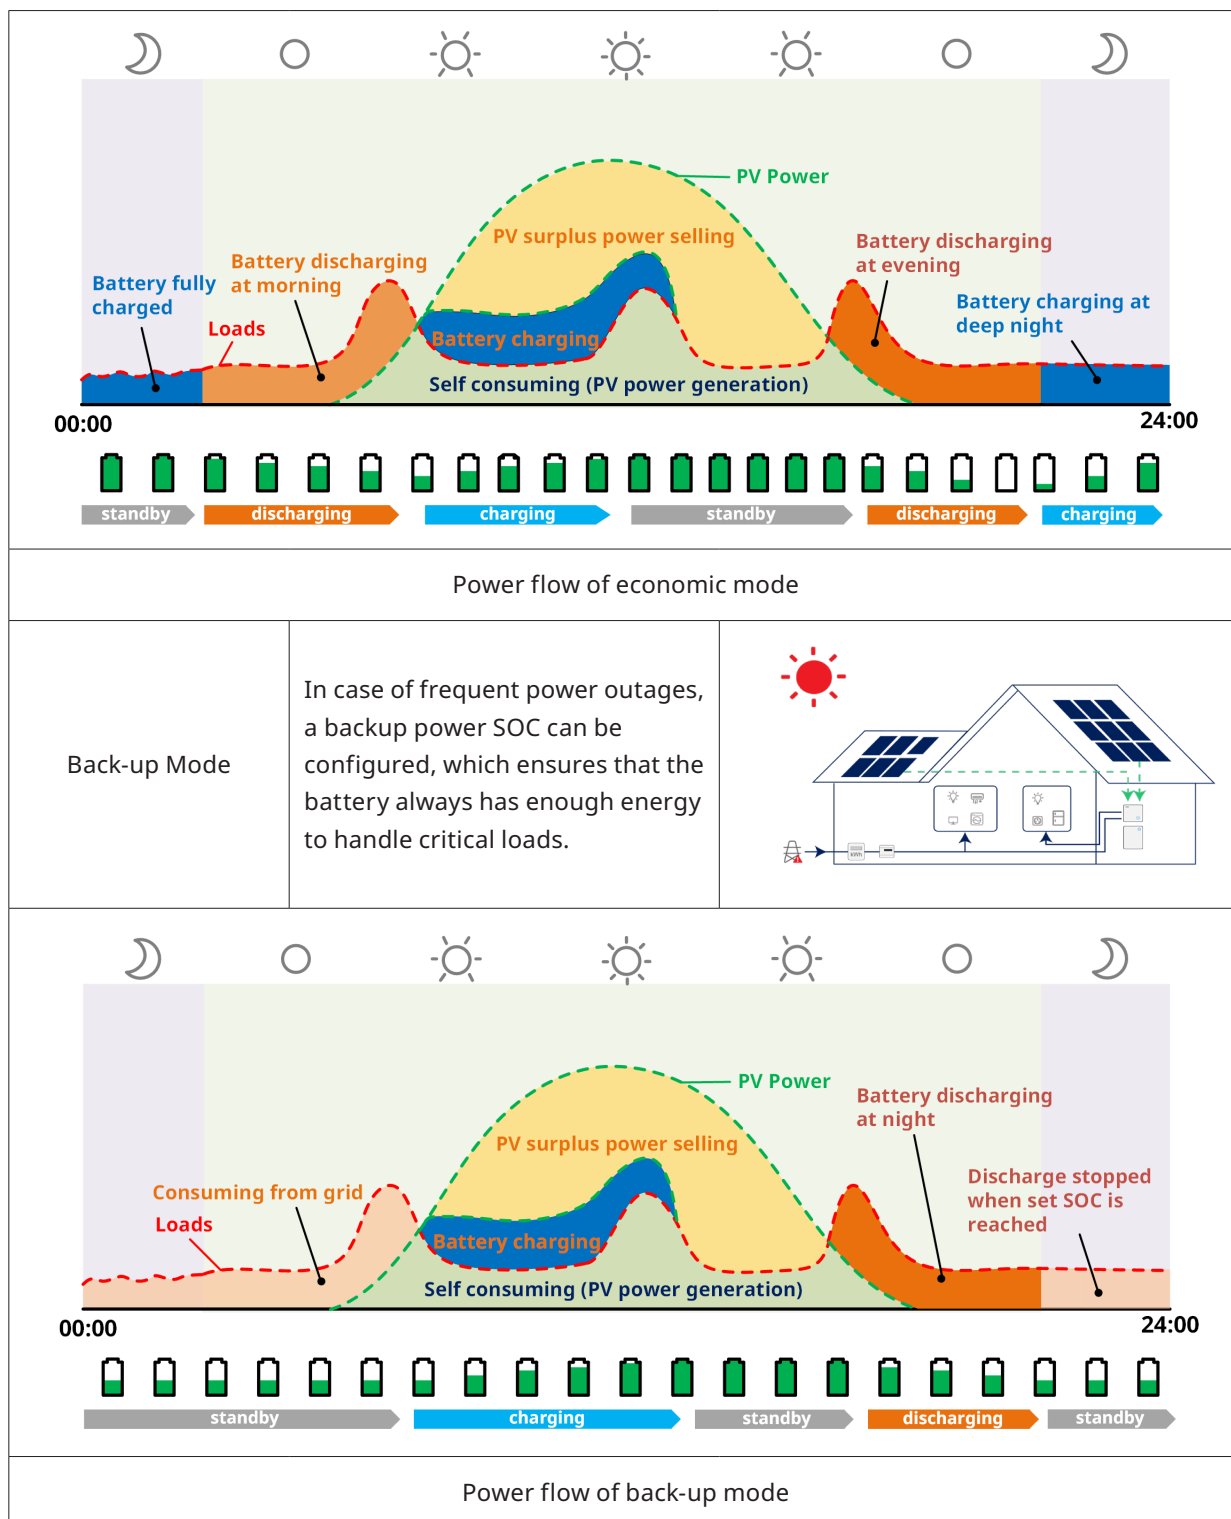 PV Power
PV surplus power selling
Battery discharging
at evening
Battery discharging
at morning
Battery fully
charged
Battery charging at
deep night
Loads
Battery charging
Self consuming (PV power generation)
00:00
24:00
standby
discharging
charging
standby
discharging
charging
Power flow of economic mode
Back-up Mode
In case of frequent power outages,
a backup power SOC can be
configured, which ensures that the
battery always has enough energy
to handle critical loads.
kWh
PV Power
Battery discharging
at night
PV surplus power selling
Discharge stopped
when set SOC is
reached
Consuming from grid
Loads
Battery charging
Self consuming (PV power generation)
00:00
24:00
standby
charging
standby
discharging
standby
Power flow of back-up mode